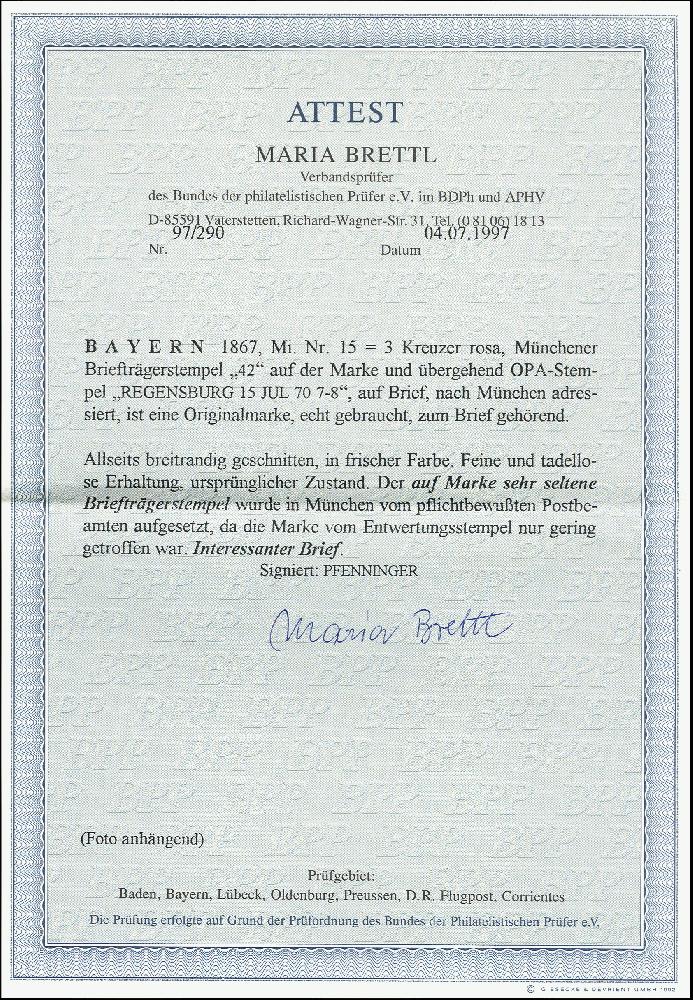 ATTEST
MARIA BRETTL
Verbandsprüfer
des Bundes der philatelistischen Prüfer e.V. im BDPh und APHV
D-85591 Vaterstetten, Richard-Wagner-Str. 31, Tel. (0 81 06) 18 13
97/290 04.07.1997
Nr. Datum
B A Y E R N 1867, Mi. Nr. 15 = 3 Kreuzer rosa, Münchener
Briefträgerstempel „42“ auf der Marke und übergehend OPA-Stem-
pel „REGENSBURG 15 JUL 70 7-8“, auf Brief, nach München adres-
siert, ist eine Originalmarke, echt gebraucht, zum Brief gehörend.
Allseits breitrandig geschnitten, in frischer Farbe. Feine und tadello-
se Erhaltung, ursprünglicher Zustand. Der auf Marke sehr seltene
Briefträgerstempel wurde in München vom pflichtbewußten Postbe-
amten aufgesetzt, da die Marke vom Entwertungsstempel nur gering
getroffen war. Interessanter Brief.
Signiert: PFENNINGER
Maria Brettl
(Foto anhängend)
Prüfgebiet:
Baden, Bayern, Lübeck, Oldenburg, Preussen, D.R. Flugpost, Corrientes
Die Prüfung erfolgte auf Grund der Prüfordnung des Bundes der Philatelistischen Prüfer e.V.
© GIESECKE & DEVRIENT GMBH 1992